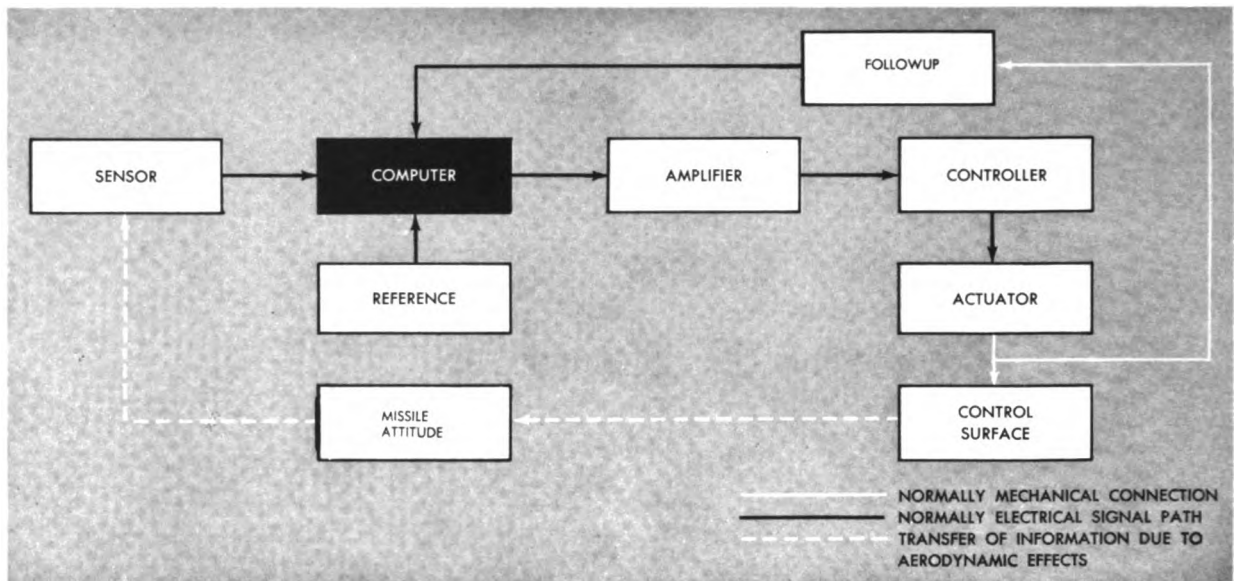 FOLLOWUP
SENSOR
COMPUTER
AMPLIFIER
CONTROLLER
REFERENCE
ACTUATOR
MISSILE
ATTITUDE
CONTROL
SURFACE
NORMALLY MECHANICAL CONNECTION
NORMALLY ELECTRICAL SIGNAL PATH
TRANSFER OF INFORMATION DUE TO
AERODYNAMIC EFFECTS